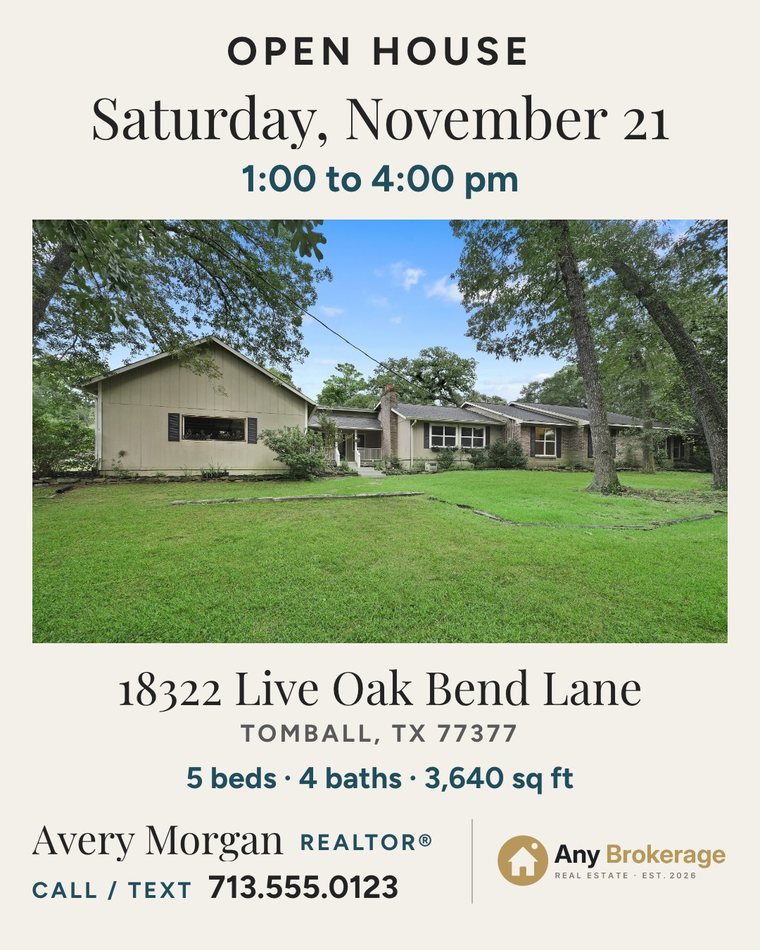 OPEN HOUSE
Saturday, November 21
1:00 to 4:00 pm
18322 Live Oak Bend Lane
TOMBALL, TX 77377
5 beds · 4 baths · 3,640 sq ft
Avery Morgan REALTOR®
CALL / TEXT 713.555.0123
Any Brokerage
REAL ESTATE · EST. 2026